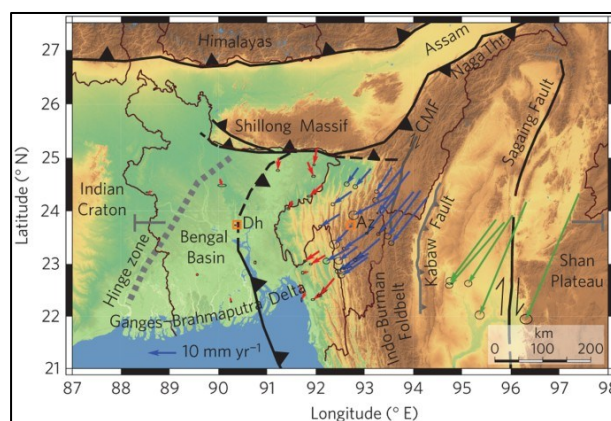 27
26
25
24
23
22
21
Latitude (° N)
Himalayas
Assam
Naga Thr.
Shillong Massif
CMF
Sagaing Fault
Indian
Craton
Hinge zone
Dh
Bengal
Basin
Az
Kabaw Fault
Shan
Plateau
Ganges–Brahmaputra Delta
Indo-Burman
Foldbelt
km
0 100 200
10 mm yr⁻¹
87 88 89 90 91 92 93 94 95 96 97 98
Longitude (° E)